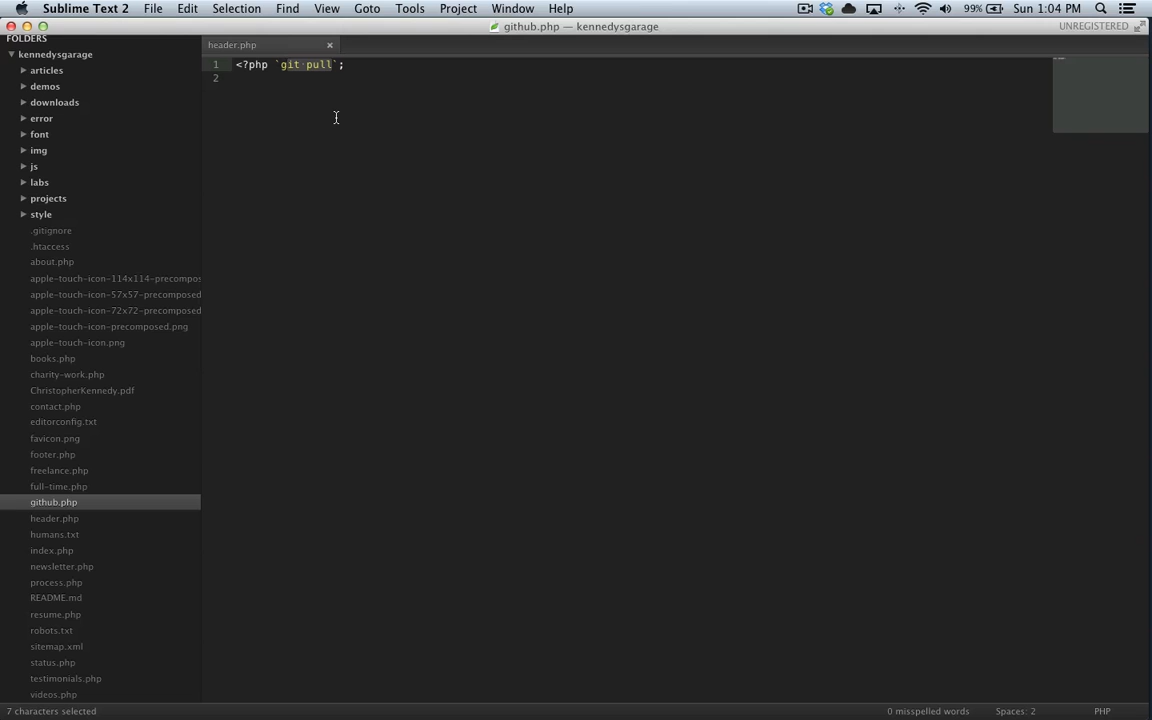 Sublime Text 2 File Edit Selection Find View Goto Tools Project Window Help 99% Sun 1:04 PM
github.php — kennedysgarage UNREGISTERED
FOLDERS
kennedysgarage
articles
demos
downloads
error
font
img
js
labs
projects
style
.gitignore
.htaccess
about.php
apple-touch-icon-114x114-precompos
apple-touch-icon-57x57-precomposed
apple-touch-icon-72x72-precomposed
apple-touch-icon-precomposed.png
apple-touch-icon.png
books.php
charity-work.php
ChristopherKennedy.pdf
contact.php
editorconfig.txt
favicon.png
footer.php
freelance.php
full-time.php
github.php
header.php
humans.txt
index.php
newsletter.php
process.php
README.md
resume.php
robots.txt
sitemap.xml
status.php
testimonials.php
videos.php
header.php
1 <?php `git pull`;
2
7 characters selected 0 misspelled words Spaces: 2 PHP